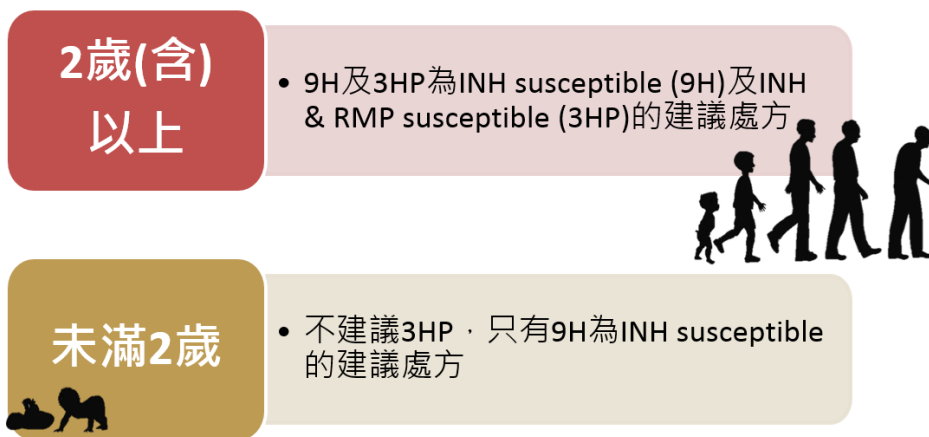 2歲(含)
以上
• 9H及3HP為INH susceptible (9H)及INH
& RMP susceptible (3HP)的建議處方
未滿2歲
• 不建議3HP，只有9H為INH susceptible
的建議處方